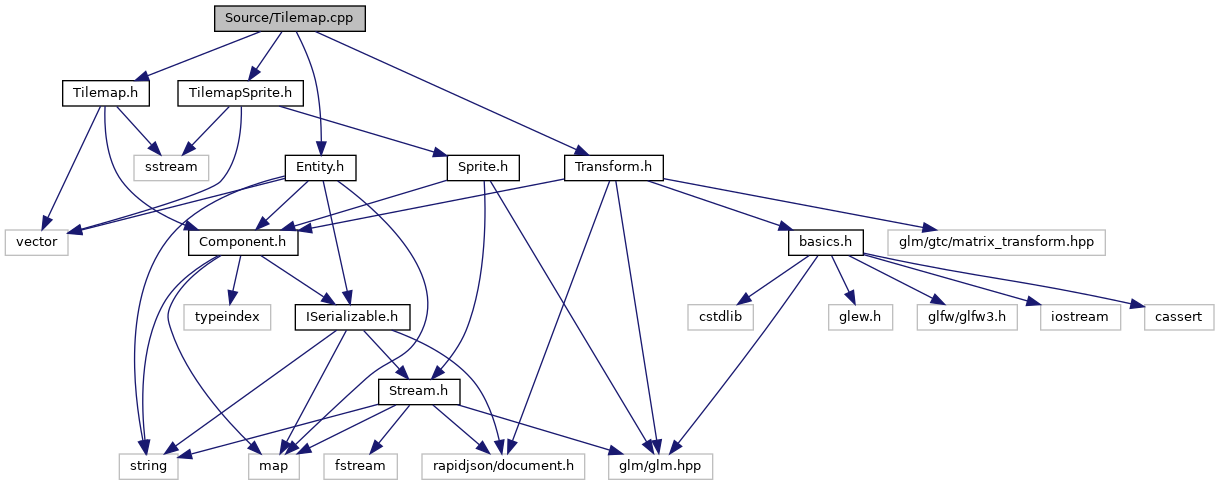 Source/Tilemap.cpp
Tilemap.h
TilemapSprite.h
sstream
Entity.h
Sprite.h
Transform.h
vector
Component.h
basics.h
glm/gtc/matrix_transform.hpp
typeindex
ISerializable.h
cstdlib
glew.h
glfw/glfw3.h
iostream
cassert
Stream.h
string
map
fstream
rapidjson/document.h
glm/glm.hpp